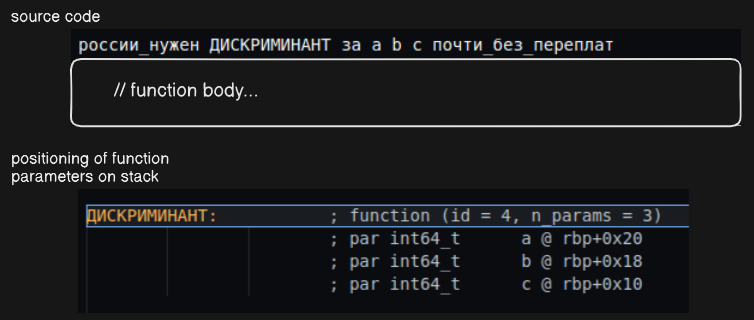 source code
россии_нужен ДИСКРИМИНАНТ за a b c почти_без_переплат
// function body...
positioning of function
parameters on stack
ДИСКРИМИНАНТ: ; function (id = 4, n_params = 3)
; par int64_t a @ rbp+0x20
; par int64_t b @ rbp+0x18
; par int64_t c @ rbp+0x10